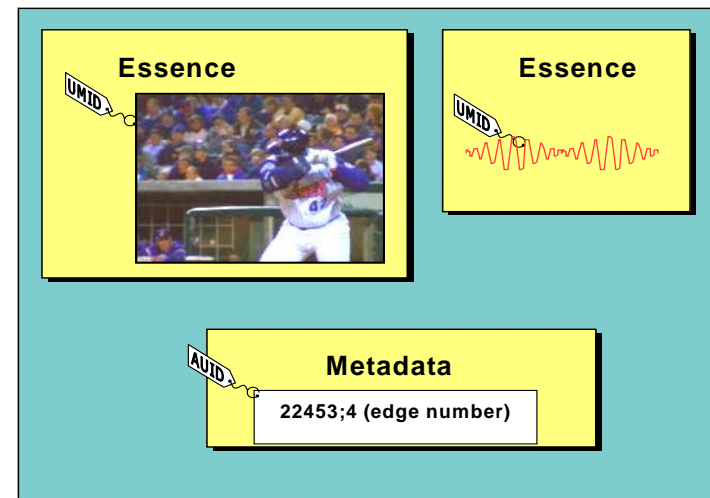 Essence
UMID
Essence
UMID
AUID
Metadata
22453;4 (edge number)